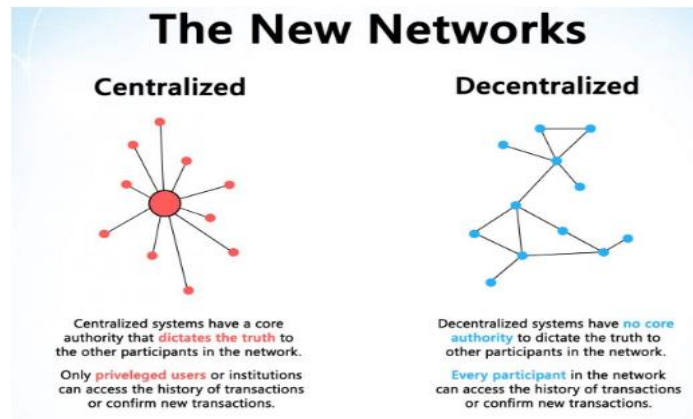 The New Networks
Centralized
Decentralized
Centralized systems have a core
authority that dictates the truth to
the other participants in the network.
Only priveleged users or institutions
can access the history of transactions
or confirm new transactions.
Decentralized systems have no core
authority to dictate the truth to
other participants in the network.
Every participant in the network
can access the history of transactions
or confirm new transactions.